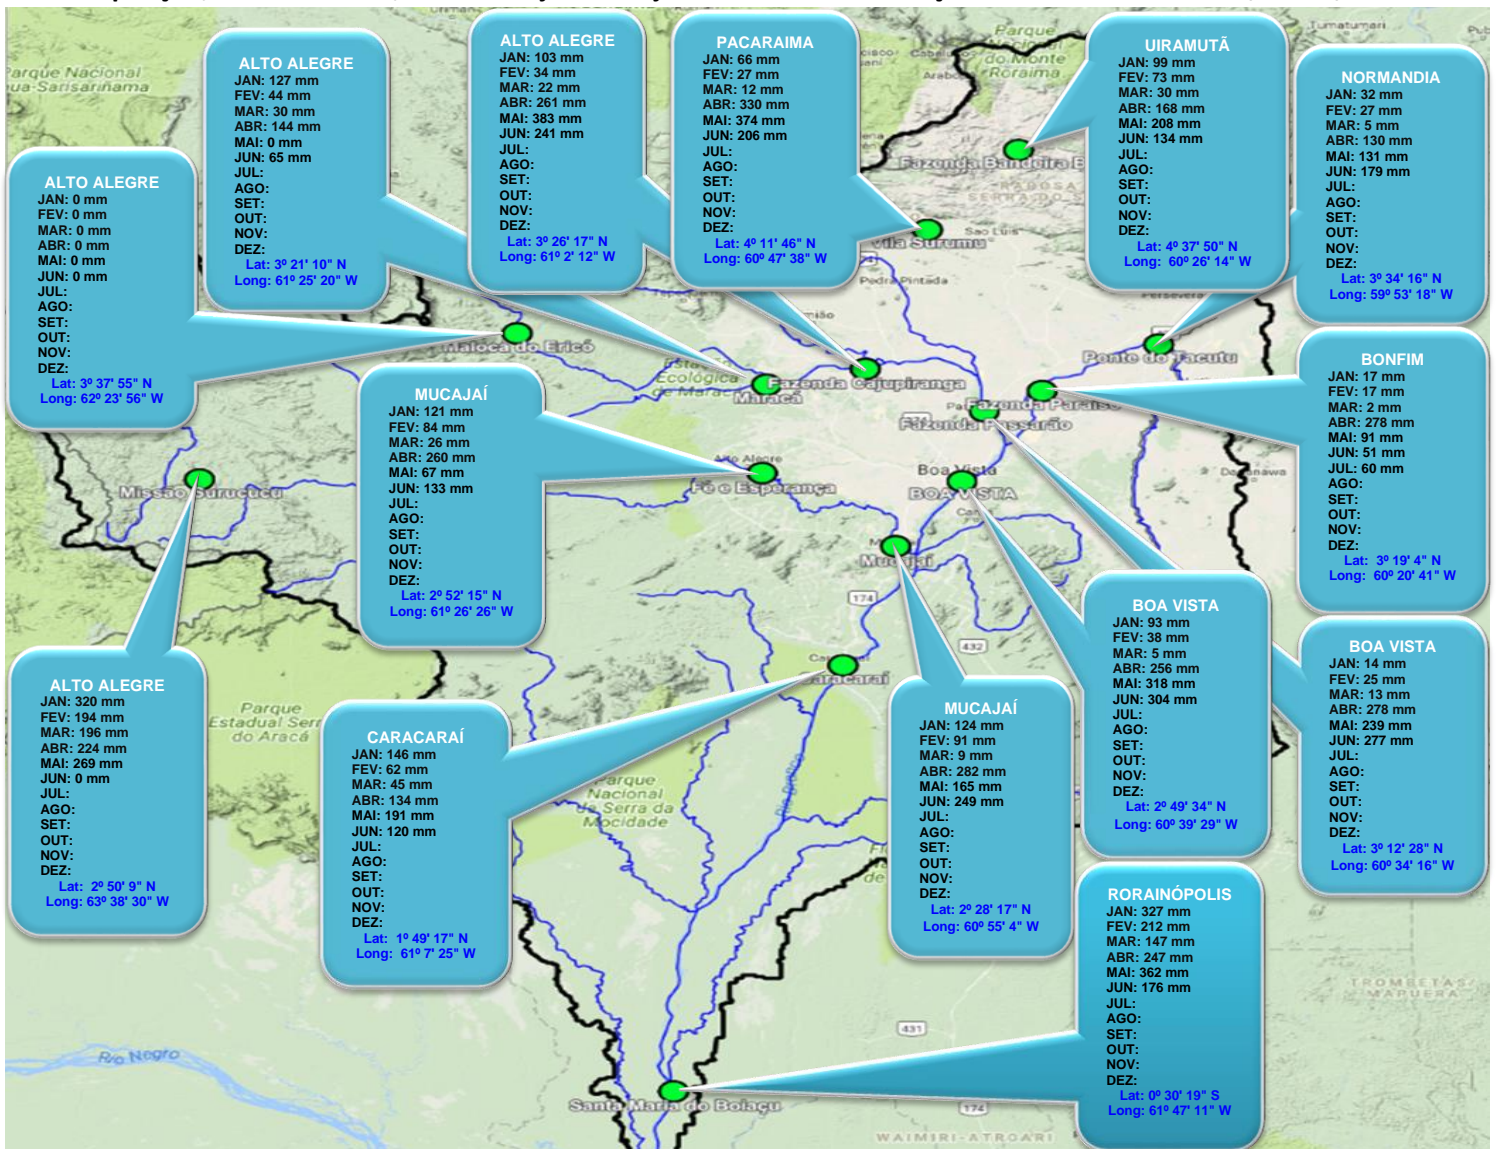 ALTO ALEGRE
JAN: 0 mm
FEV: 0 mm
MAR: 0 mm
ABR: 0 mm
MAI: 0 mm
JUN: 0 mm
JUL:
AGO:
SET:
OUT:
NOV:
DEZ:
Lat: 3º 37' 55" N
Long: 62º 23' 56" W
ALTO ALEGRE
JAN: 127 mm
FEV: 44 mm
MAR: 30 mm
ABR: 144 mm
MAI: 0 mm
JUN: 65 mm
JUL:
AGO:
SET:
OUT:
NOV:
DEZ:
Lat: 3º 21' 10" N
Long: 61º 25' 20" W
ALTO ALEGRE
JAN: 103 mm
FEV: 34 mm
MAR: 22 mm
ABR: 261 mm
MAI: 383 mm
JUN: 241 mm
JUL:
AGO:
SET:
OUT:
NOV:
DEZ:
Lat: 3º 26' 17" N
Long: 61º 2' 12" W
PACARAIMA
JAN: 66 mm
FEV: 27 mm
MAR: 12 mm
ABR: 330 mm
MAI: 374 mm
JUN: 206 mm
JUL:
AGO:
SET:
OUT:
NOV:
DEZ:
Lat: 4º 11' 46" N
Long: 60º 47' 38" W
UIRAMUTÃ
JAN: 99 mm
FEV: 73 mm
MAR: 30 mm
ABR: 168 mm
MAI: 208 mm
JUN: 134 mm
JUL:
AGO:
SET:
OUT:
NOV:
DEZ:
Lat: 4º 37' 50" N
Long: 60º 26' 14" W
NORMANDIA
JAN: 32 mm
FEV: 27 mm
MAR: 5 mm
ABR: 130 mm
MAI: 131 mm
JUN: 179 mm
JUL:
AGO:
SET:
OUT:
NOV:
DEZ:
Lat: 3º 34' 16" N
Long: 59º 53' 18" W
BONFIM
JAN: 17 mm
FEV: 17 mm
MAR: 2 mm
ABR: 278 mm
MAI: 91 mm
JUN: 51 mm
JUL: 60 mm
AGO:
SET:
OUT:
NOV:
DEZ:
Lat: 3º 19' 4" N
Long: 60º 20' 41" W
MUCAJAÍ
JAN: 121 mm
FEV: 84 mm
MAR: 26 mm
ABR: 260 mm
MAI: 67 mm
JUN: 133 mm
JUL:
AGO:
SET:
OUT:
NOV:
DEZ:
Lat: 2º 52' 15" N
Long: 61º 26' 26" W
BOA VISTA
JAN: 93 mm
FEV: 38 mm
MAR: 5 mm
ABR: 256 mm
MAI: 318 mm
JUN: 304 mm
JUL:
AGO:
SET:
OUT:
NOV:
DEZ:
Lat: 2º 49' 34" N
Long: 60º 39' 29" W
BOA VISTA
JAN: 14 mm
FEV: 25 mm
MAR: 13 mm
ABR: 278 mm
MAI: 239 mm
JUN: 277 mm
JUL:
AGO:
SET:
OUT:
NOV:
DEZ:
Lat: 3º 12' 28" N
Long: 60º 34' 16" W
ALTO ALEGRE
JAN: 320 mm
FEV: 194 mm
MAR: 196 mm
ABR: 224 mm
MAI: 269 mm
JUN: 0 mm
JUL:
AGO:
SET:
OUT:
NOV:
DEZ:
Lat: 2º 50' 9" N
Long: 63º 38' 30" W
CARACARAÍ
JAN: 146 mm
FEV: 62 mm
MAR: 45 mm
ABR: 134 mm
MAI: 191 mm
JUN: 120 mm
JUL:
AGO:
SET:
OUT:
NOV:
DEZ:
Lat: 1º 49' 17" N
Long: 61º 7' 25" W
MUCAJAÍ
JAN: 124 mm
FEV: 91 mm
MAR: 9 mm
ABR: 282 mm
MAI: 165 mm
JUN: 249 mm
JUL:
AGO:
SET:
OUT:
NOV:
DEZ:
Lat: 2º 28' 17" N
Long: 60º 55' 4" W
RORAINÓPOLIS
JAN: 327 mm
FEV: 212 mm
MAR: 147 mm
ABR: 247 mm
MAI: 362 mm
JUN: 176 mm
JUL:
AGO:
SET:
OUT:
NOV:
DEZ:
Lat: 0º 30' 19" S
Long: 61º 47' 11" W
Parque Nacional
Parque
do Monte
Roraima
Tumatumari
Fazenda Bandeira
Vila Surumu
Sao Luis
Pedra Pintada
Maloca do Ericó
Ponte do Tacutu
Estação
Ecológica
de Maracá
Maracá
Fazenda Cajupiranga
Fazenda Paraíso
Fazenda Passarão
Missão Surucucu
Alto Alegre
Fé e Esperança
Boa Vista
BOA VISTA
Mucajaí
174
432
Caracaraí
Parque
Estadual Serra
do Aracá
Parque
Nacional
da Serra da
Mocidade
Rio Branco
Rio Negro
431
174
Santa Maria do Boiaçu
TROMBETAS/
MAPUERA
WAIMIRI-ATROARI